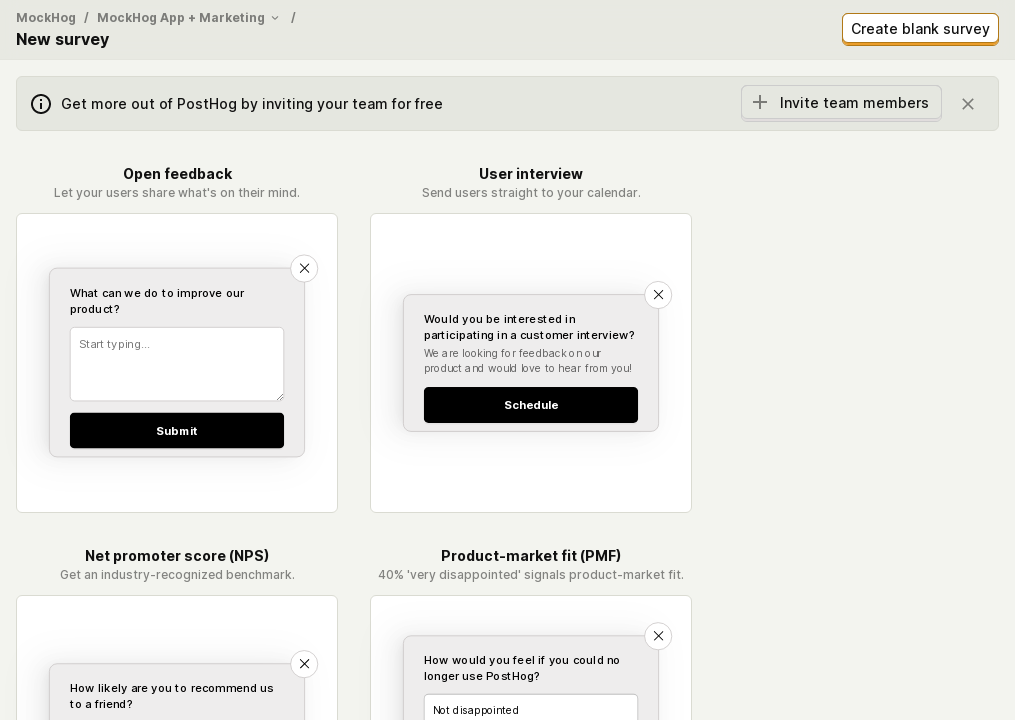 MockHog / MockHog App + Marketing /
New survey
Create blank survey
Get more out of PostHog by inviting your team for free
Invite team members
Open feedback
Let your users share what's on their mind.
What can we do to improve our
product?
Start typing...
Submit
User interview
Send users straight to your calendar.
Would you be interested in
participating in a customer interview?
We are looking for feedback on our
product and would love to hear from you!
Schedule
Net promoter score (NPS)
Get an industry-recognized benchmark.
How likely are you to recommend us
to a friend?
Product-market fit (PMF)
40% 'very disappointed' signals product-market fit.
How would you feel if you could no
longer use PostHog?
Not disappointed